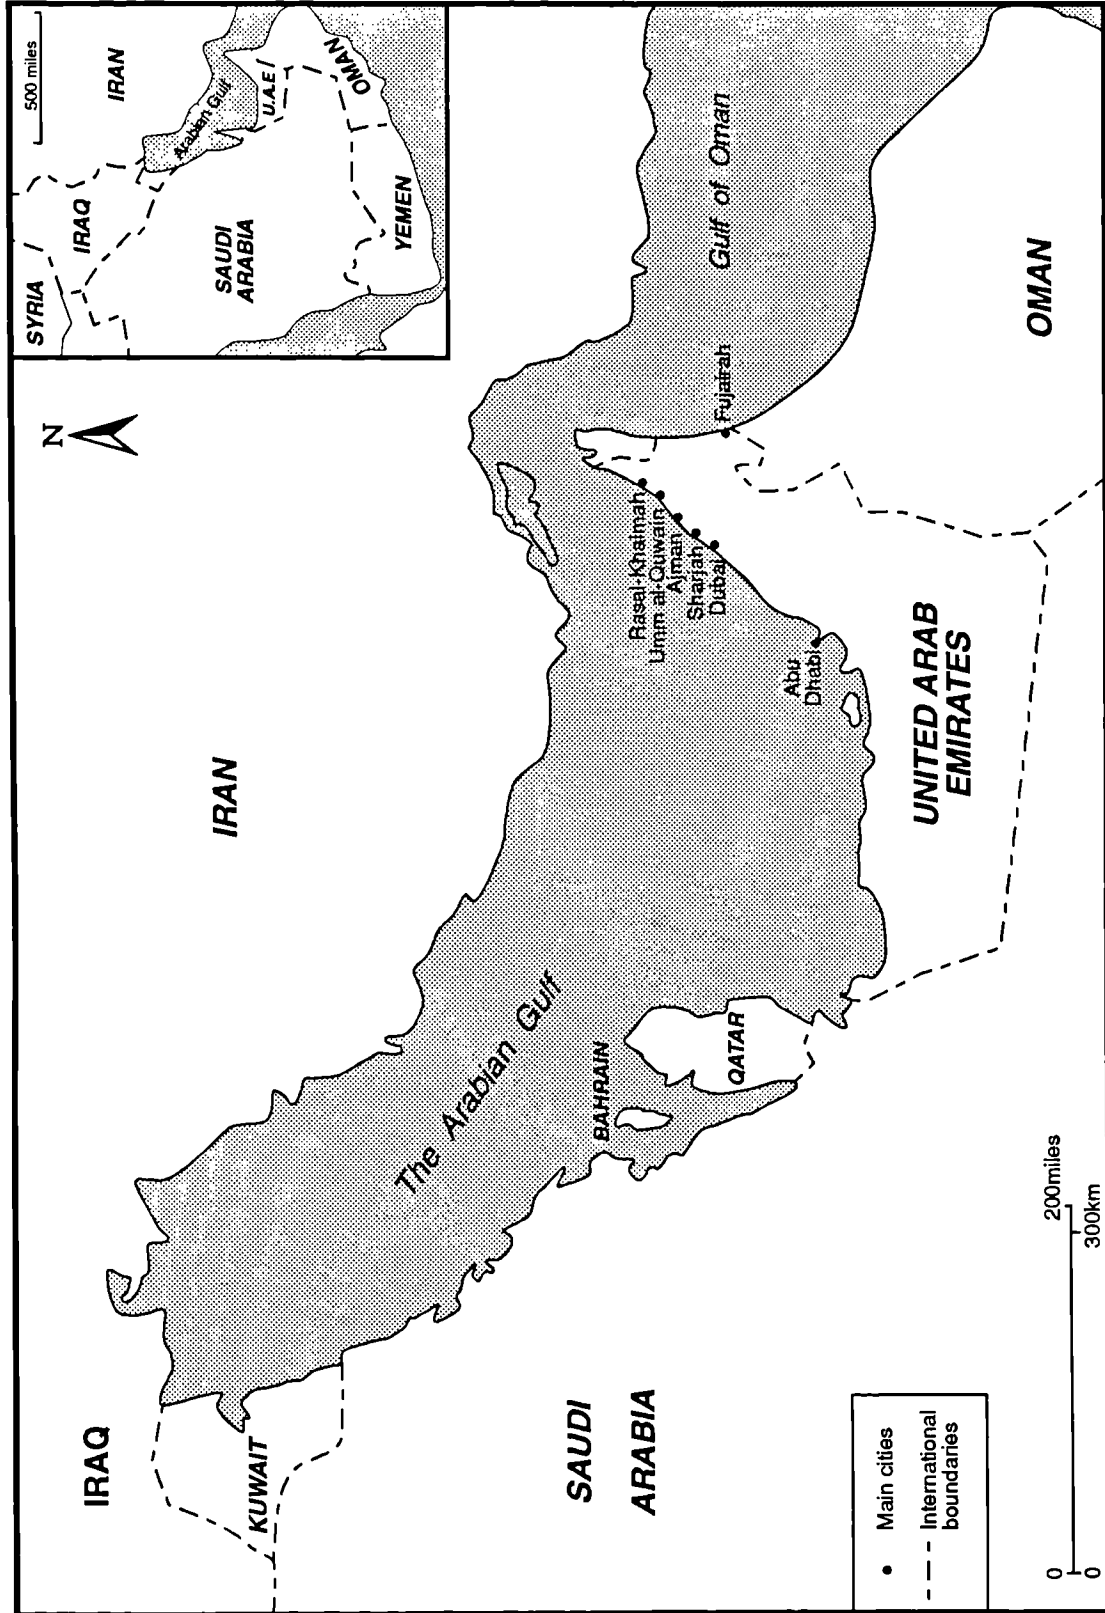 500 miles
SYRIA
IRAQ
IRAN
Arabian Gulf
U.A.E
OMAN
SAUDI
ARABIA
YEMEN
N
IRAQ
IRAN
KUWAIT
The Arabian Gulf
BAHRAIN
QATAR
Rasal-Khaimah
Umm al-Quwain
Ajman
Sharjah
Dubai
Fujairah
Gulf of Oman
Abu
Dhabi
SAUDI
ARABIA
UNITED ARAB
EMIRATES
OMAN
Main cities
International
boundaries
0
200miles
0
300km